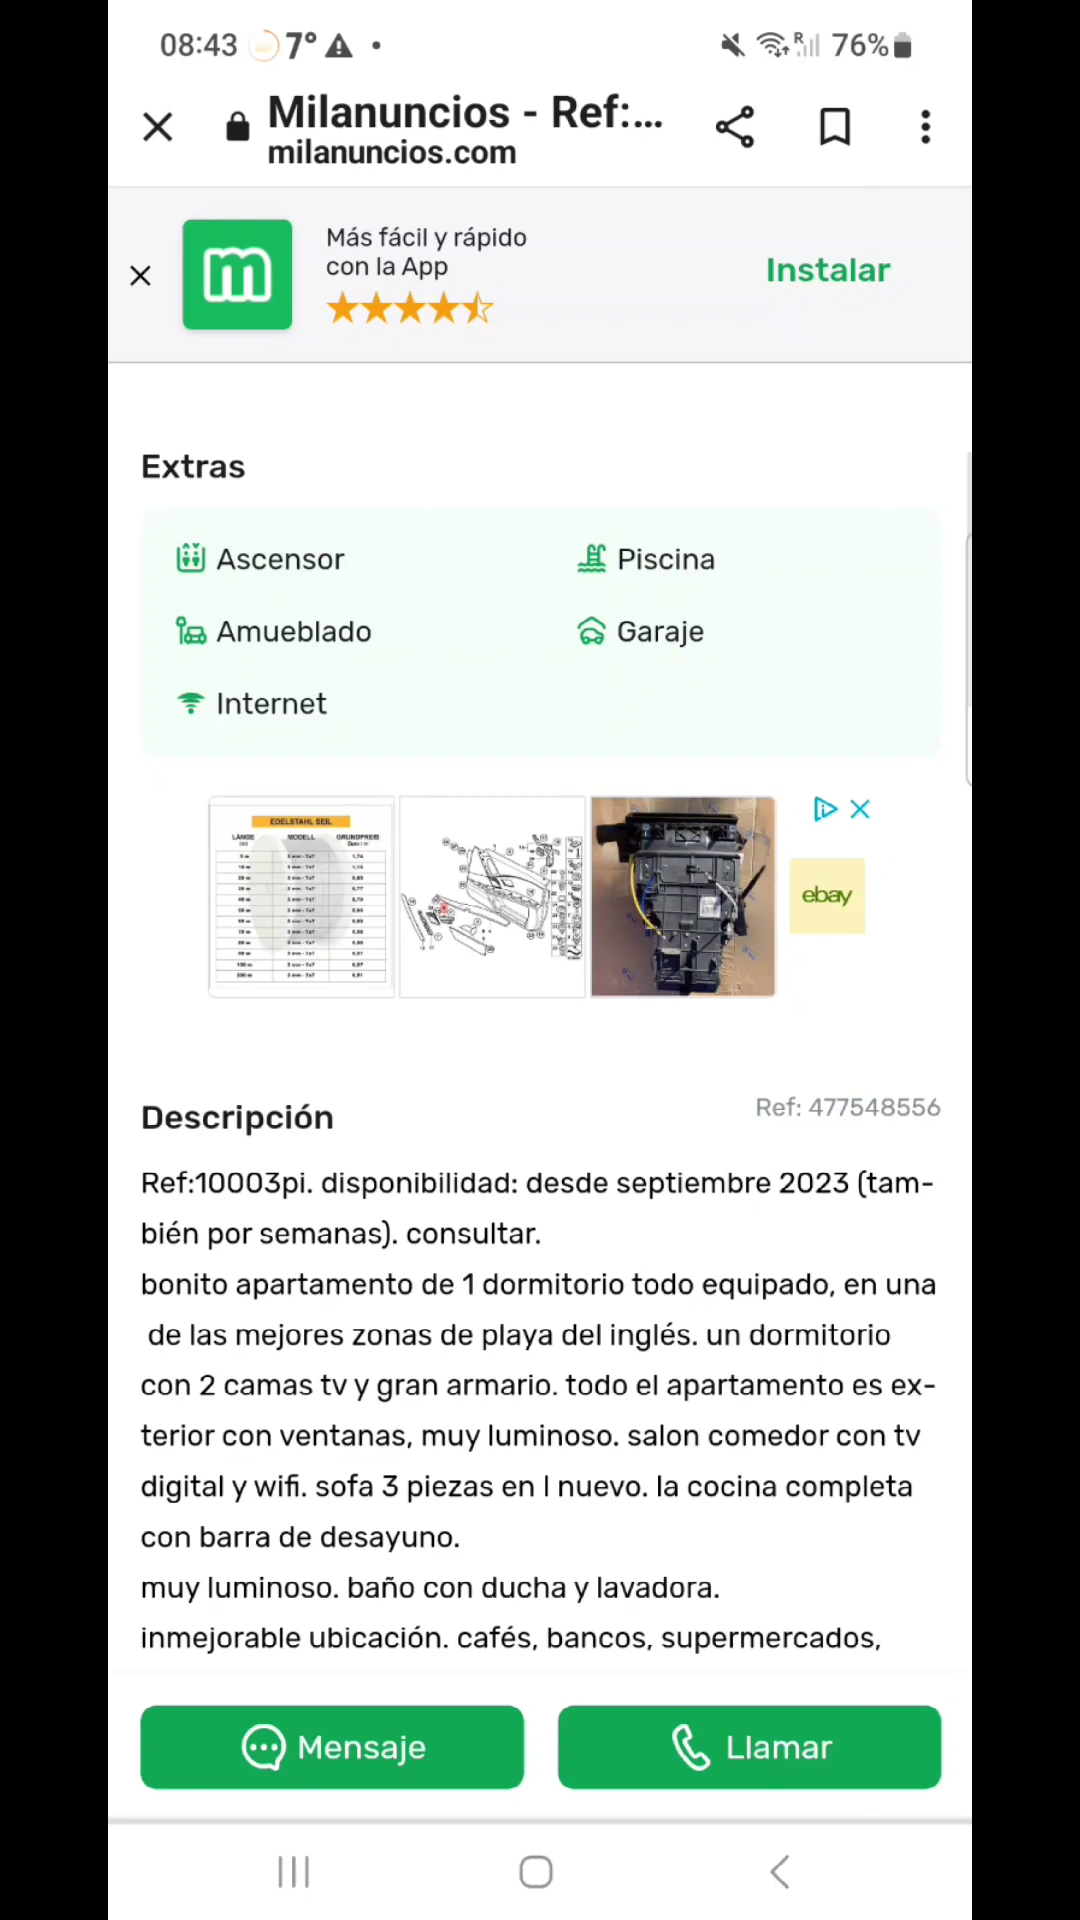 08:43 7° 76%
Milanuncios - Ref:...
milanuncios.com
Más fácil y rápido
con la App
Instalar
Extras
Ascensor
Piscina
Amueblado
Garaje
Internet
EDELSTAHL SEIL
LÄNGE MODELL GRUNDPREIS
ebay
Descripción
Ref: 477548556
Ref:10003pi. disponibilidad: desde septiembre 2023 (tam-
bién por semanas). consultar.
bonito apartamento de 1 dormitorio todo equipado, en una
de las mejores zonas de playa del inglés. un dormitorio
con 2 camas tv y gran armario. todo el apartamento es ex-
terior con ventanas, muy luminoso. salon comedor con tv
digital y wifi. sofa 3 piezas en l nuevo. la cocina completa
con barra de desayuno.
muy luminoso. baño con ducha y lavadora.
inmejorable ubicación. cafés, bancos, supermercados,
Mensaje
Llamar